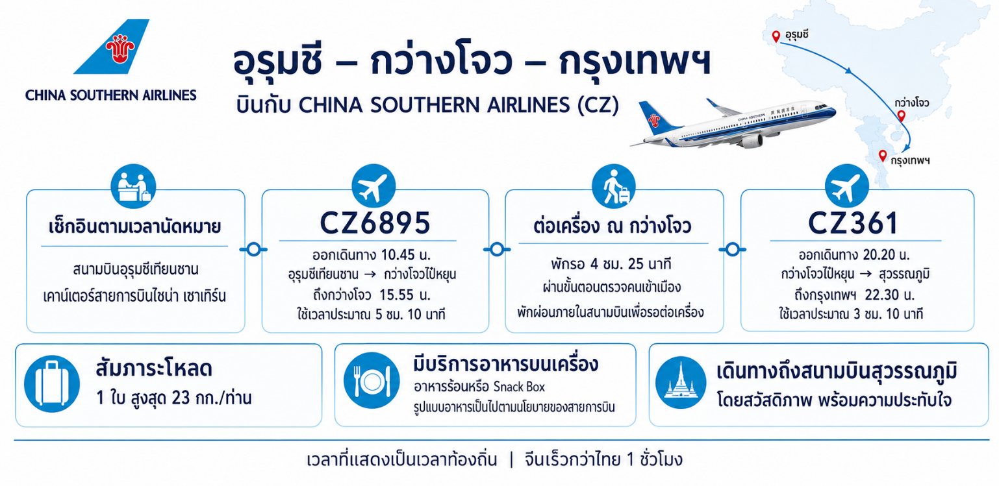 CHINA SOUTHERN AIRLINES
อุรุมชี – กว่างโจว – กรุงเทพฯ
บินกับ CHINA SOUTHERN AIRLINES (CZ)
CHINA SOUTHERN
อุรุมชี
กว่างโจว
กรุงเทพฯ
เช็กอินตามเวลานัดหมาย
สนามบินอุรุมชีเทียนซาน
เคาน์เตอร์สายการบินไชน่า เซาเทิร์น
CZ6895
ออกเดินทาง 10.45 น.
อุรุมชีเทียนซาน → กว่างโจวไป๋หยุน
ถึงกว่างโจว 15.55 น.
ใช้เวลาประมาณ 5 ชม. 10 นาที
ต่อเครื่อง ณ กว่างโจว
พักรอ 4 ชม. 25 นาที
ผ่านขั้นตอนตรวจคนเข้าเมือง
พักผ่อนภายในสนามบินเพื่อรอต่อเครื่อง
CZ361
ออกเดินทาง 20.20 น.
กว่างโจวไป๋หยุน → สุวรรณภูมิ
ถึงกรุงเทพฯ 22.30 น.
ใช้เวลาประมาณ 3 ชม. 10 นาที
สัมภาระโหลด
1 ใบ สูงสุด 23 กก./ท่าน
มีบริการอาหารบนเครื่อง
อาหารร้อนหรือ Snack Box
รูปแบบอาหารเป็นไปตามนโยบายของสายการบิน
เดินทางถึงสนามบินสุวรรณภูมิ
โดยสวัสดิภาพ พร้อมความประทับใจ
เวลาที่แสดงเป็นเวลาท้องถิ่น | จีนเร็วกว่าไทย 1 ชั่วโมง